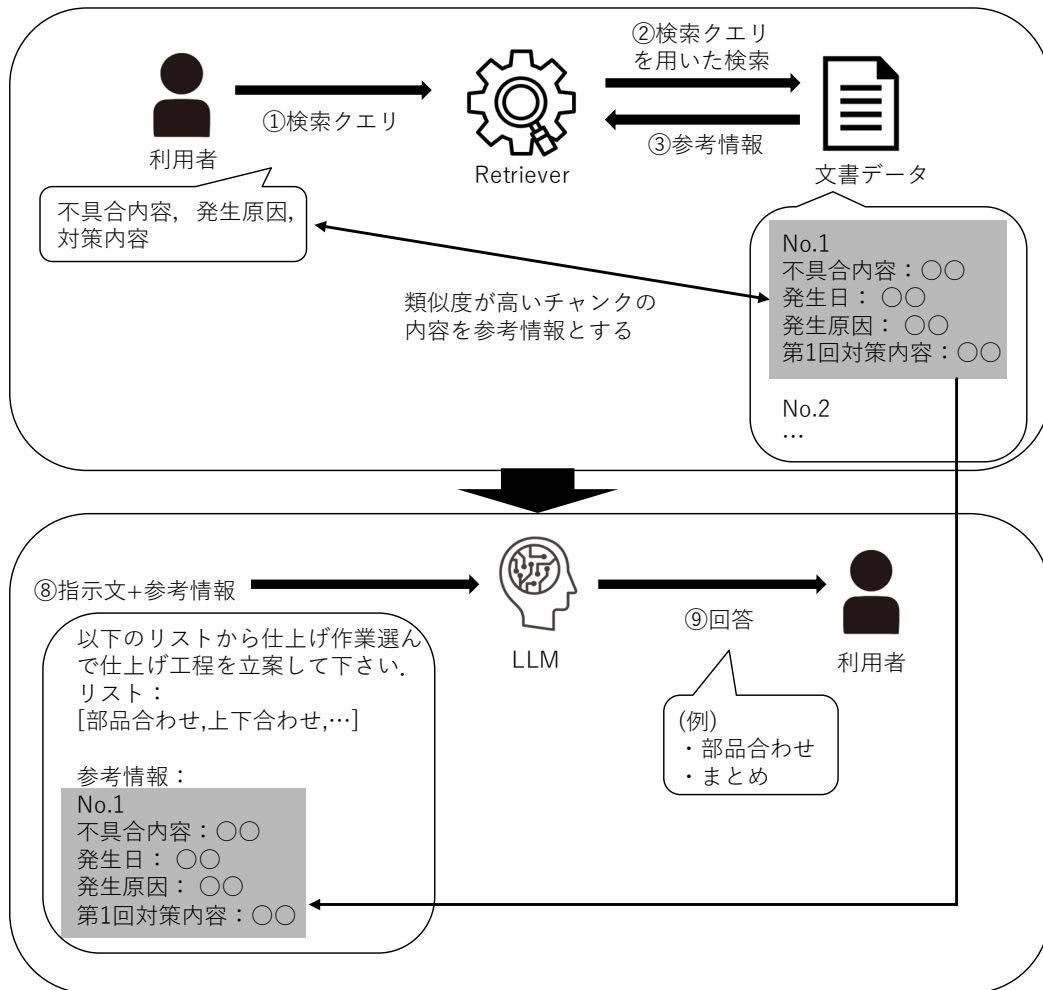 ②検索クエリ
を用いた検索
①検索クエリ
③参考情報
利用者
Retriever
文書データ
不具合内容，発生原因，
対策内容
No.1
不具合内容：○○
発生日： ○○
発生原因： ○○
第1回対策内容：○○
No.2
…
類似度が高いチャンクの
内容を参考情報とする
⑧指示文+参考情報
LLM
⑨回答
利用者
以下のリストから仕上げ作業選ん
で仕上げ工程を立案して下さい．
リスト：
[部品合わせ,上下合わせ,…]
参考情報：
No.1
不具合内容：○○
発生日： ○○
発生原因： ○○
第1回対策内容：○○
(例)
・部品合わせ
・まとめ